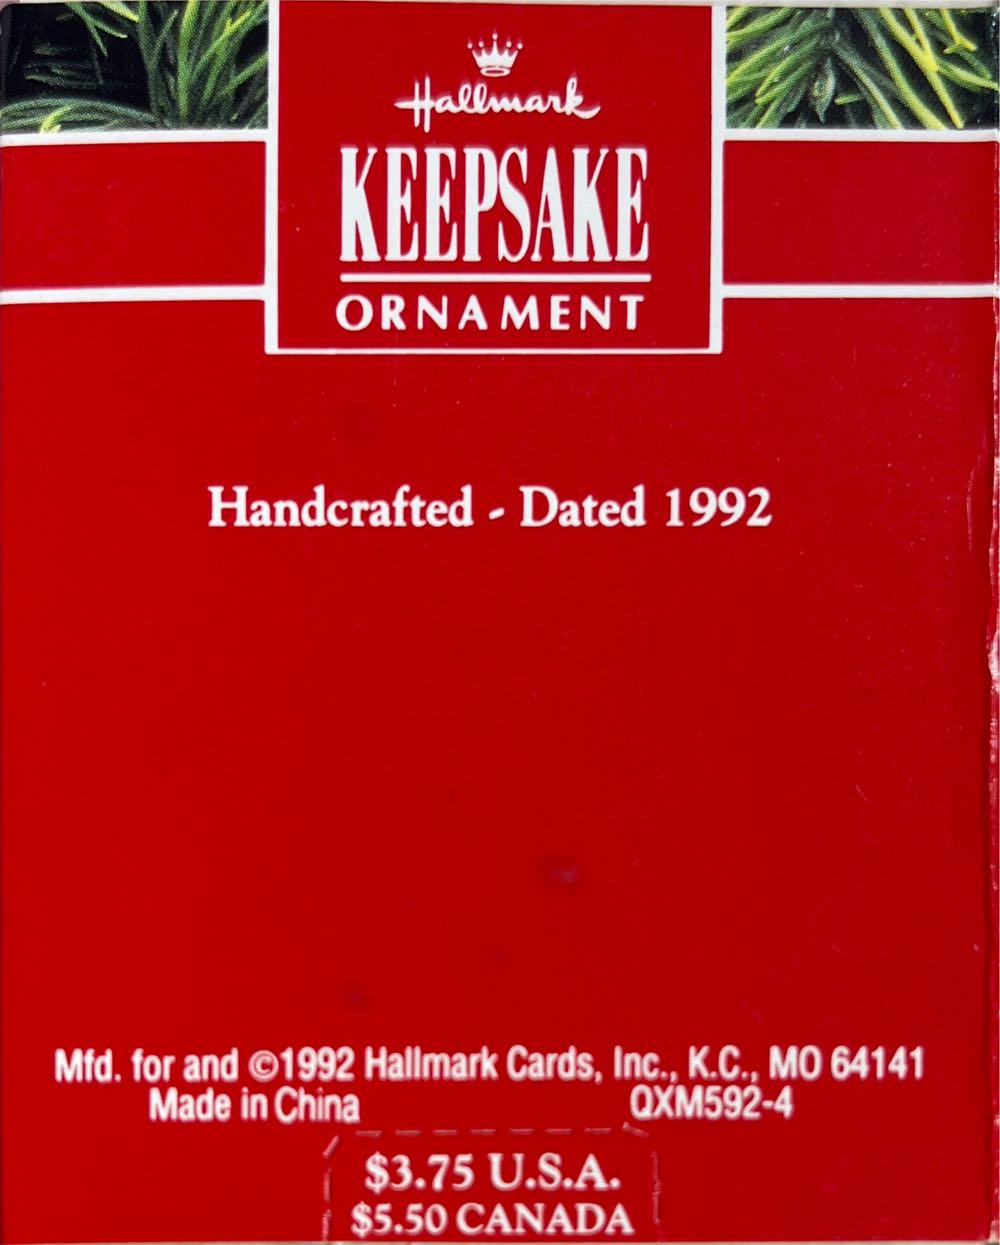 Hallmark
KEEPSAKE
ORNAMENT
Handcrafted - Dated 1992
Mfd. for and ©1992 Hallmark Cards, Inc., K.C., MO 64141
Made in China QXM592-4
$3.75 U.S.A.
$5.50 CANADA